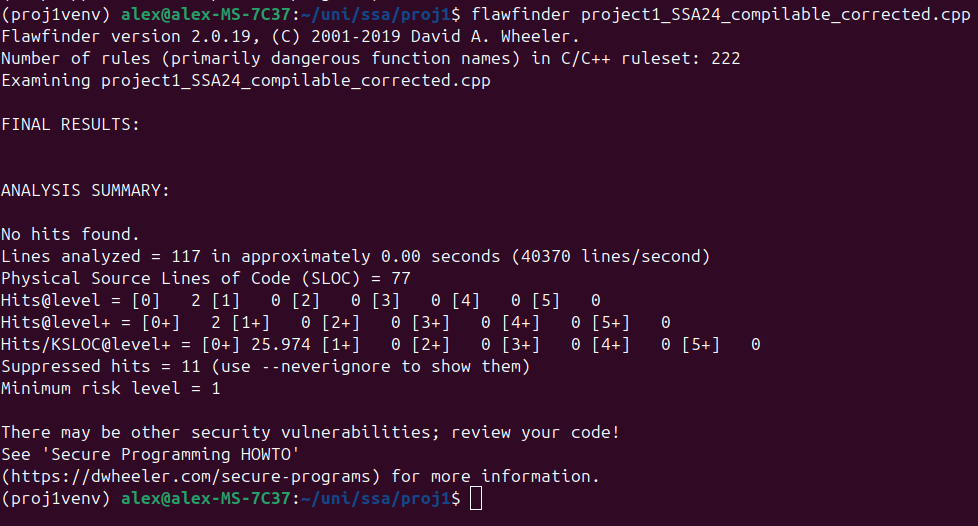 (proj1venv) alex@alex-MS-7C37:~/uni/ssa/proj1$ flawfinder project1_SSA24_compilable_corrected.cpp
Flawfinder version 2.0.19, (C) 2001-2019 David A. Wheeler.
Number of rules (primarily dangerous function names) in C/C++ ruleset: 222
Examining project1_SSA24_compilable_corrected.cpp
FINAL RESULTS:
ANALYSIS SUMMARY:
No hits found.
Lines analyzed = 117 in approximately 0.00 seconds (40370 lines/second)
Physical Source Lines of Code (SLOC) = 77
Hits@level = [0]   2 [1]   0 [2]   0 [3]   0 [4]   0 [5]   0
Hits@level+ = [0+]   2 [1+]   0 [2+]   0 [3+]   0 [4+]   0 [5+]   0
Hits/KSLOC@level+ = [0+] 25.974 [1+]   0 [2+]   0 [3+]   0 [4+]   0 [5+]   0
Suppressed hits = 11 (use --neverignore to show them)
Minimum risk level = 1
There may be other security vulnerabilities; review your code!
See 'Secure Programming HOWTO'
(https://dwheeler.com/secure-programs) for more information.
(proj1venv) alex@alex-MS-7C37:~/uni/ssa/proj1$